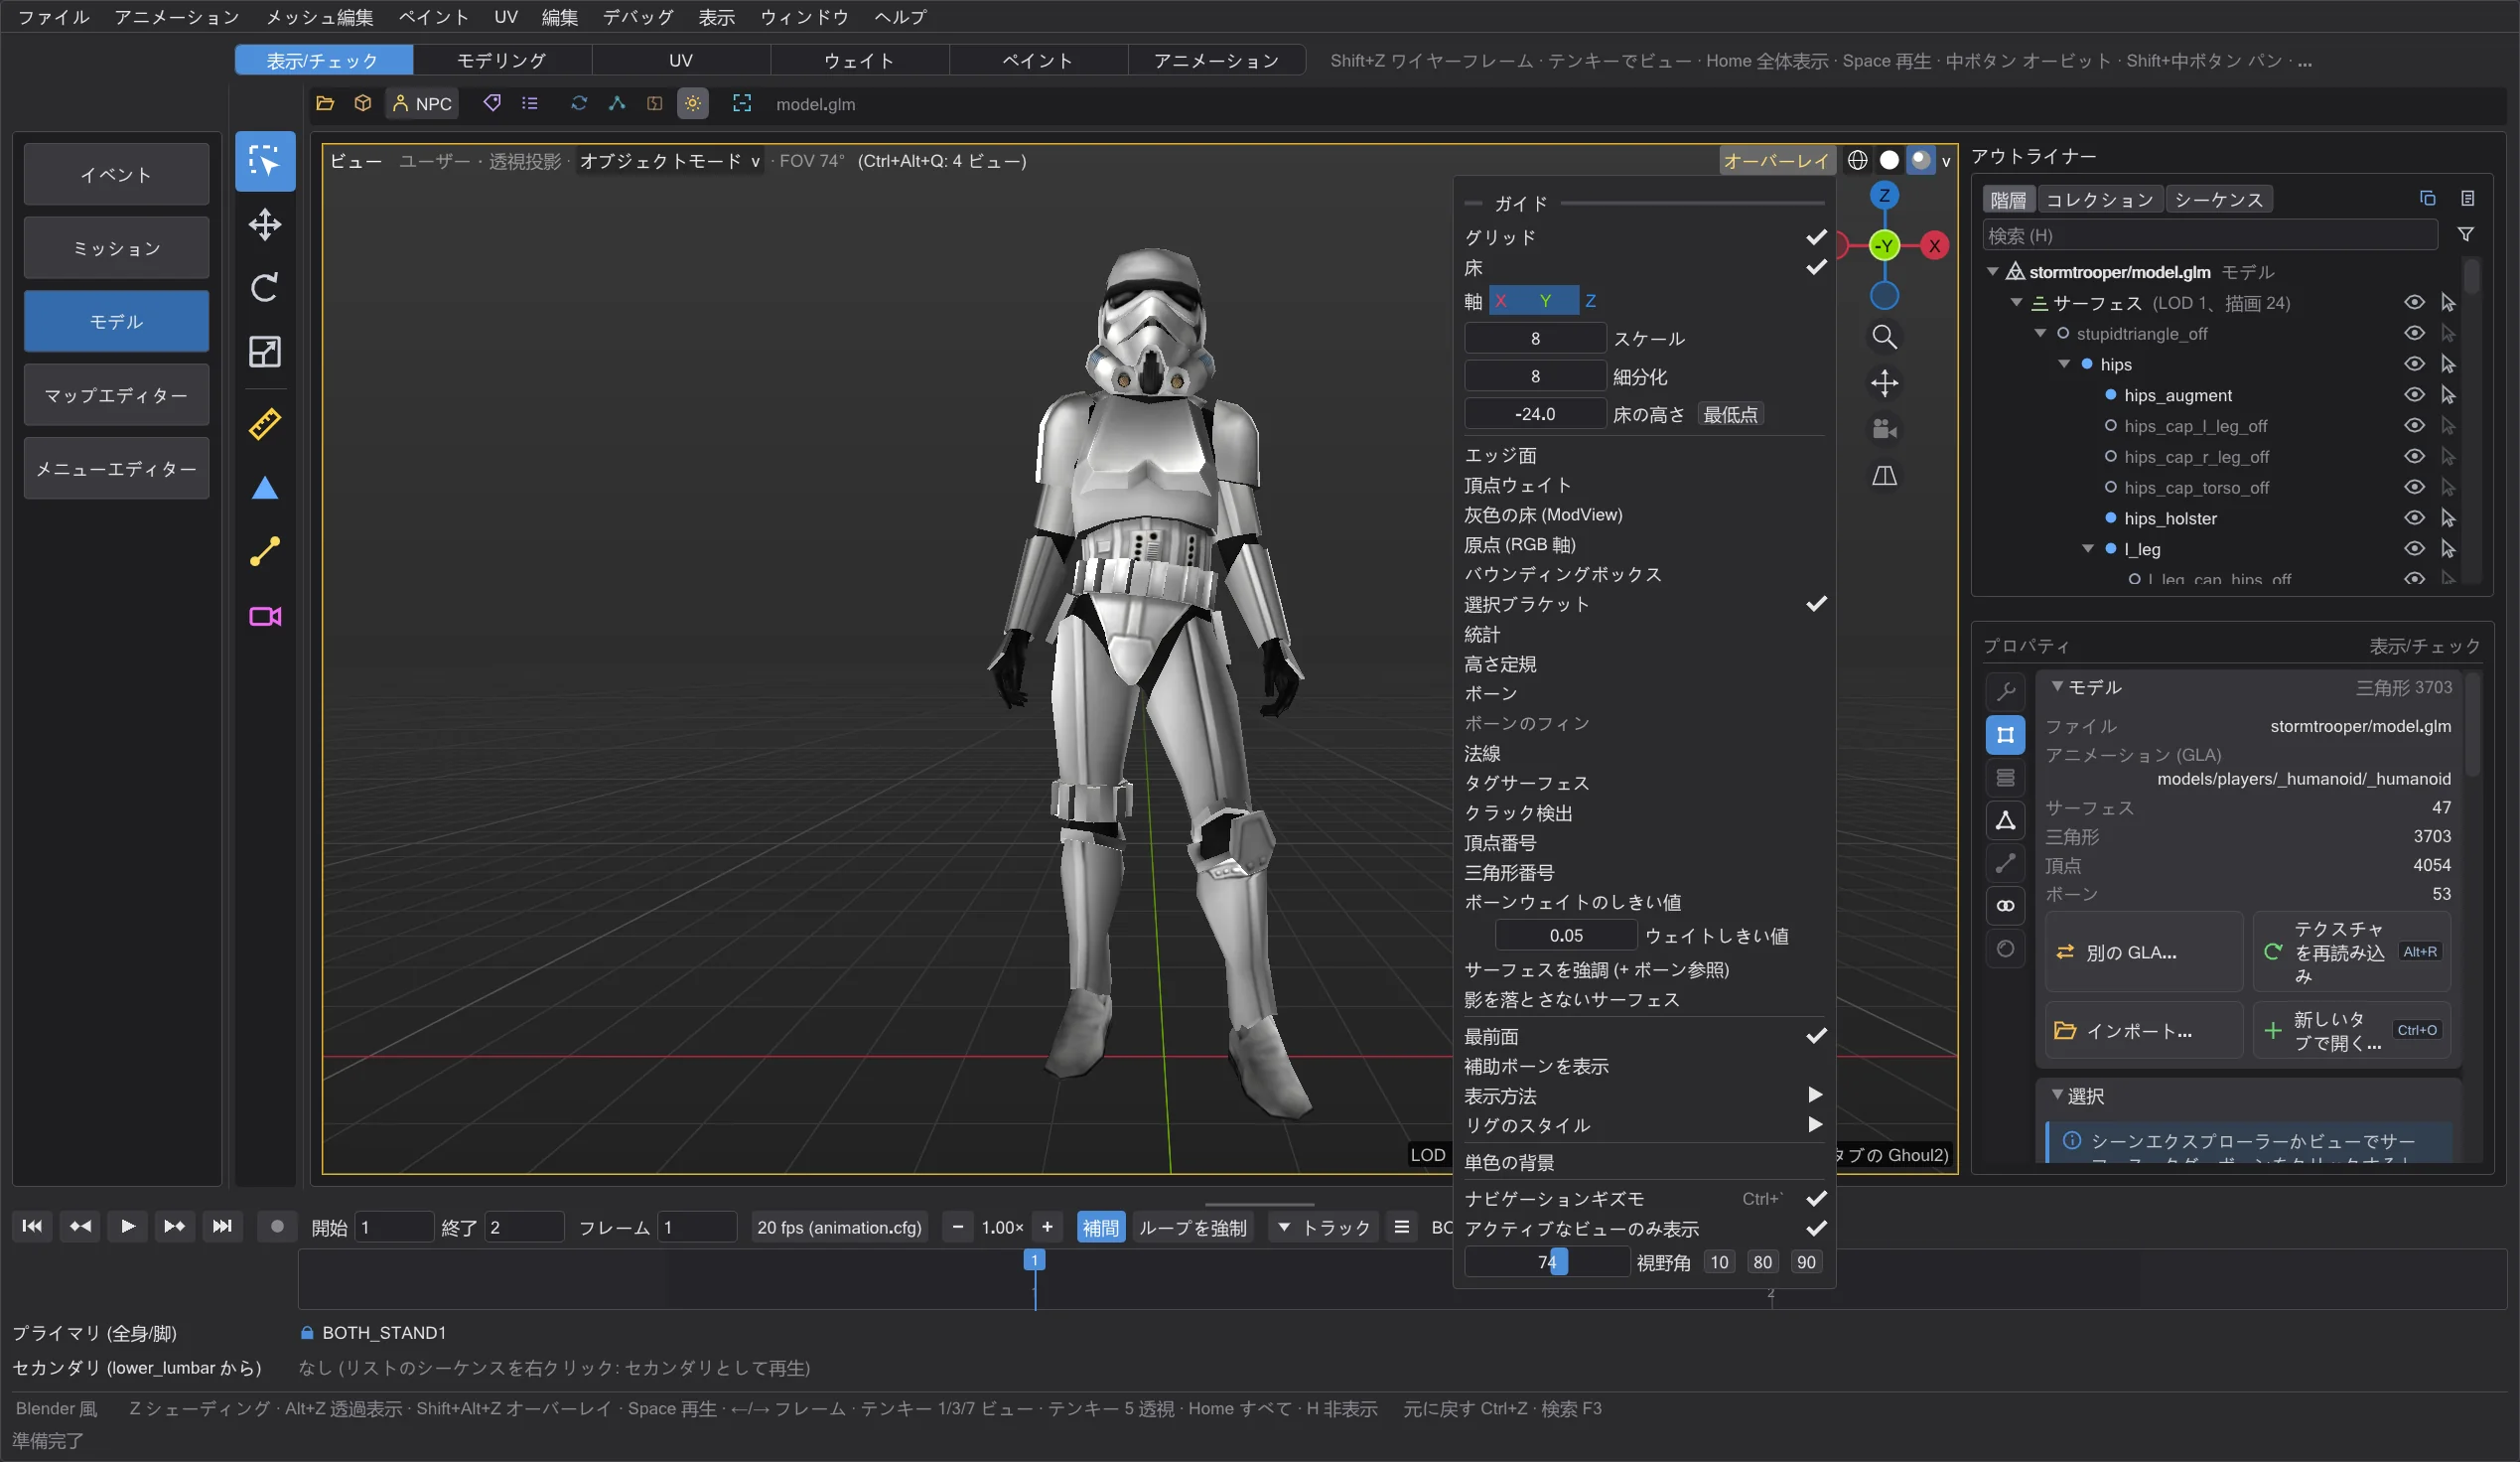 ファイル アニメーション メッシュ編集 ペイント UV 編集 デバッグ 表示 ウィンドウ ヘルプ
表示/チェック モデリング UV ウェイト ペイント アニメーション Shift+Z ワイヤーフレーム · テンキーでビュー · Home 全体表示 · Space 再生 · 中ボタン オービット · Shift+中ボタン パン · ...
NPC model.glm
イベント
ミッション
モデル
マップエディター
メニューエディター
ビュー ユーザー · 透視投影 · オブジェクトモード v · FOV 74° (Ctrl+Alt+Q: 4 ビュー)
オーバーレイ v
Z
-Y X
ガイド
グリッド
床
軸 X Y Z
8 スケール
8 細分化
-24.0 床の高さ 最低点
エッジ面
頂点ウェイト
灰色の床 (ModView)
原点 (RGB 軸)
バウンディングボックス
選択ブラケット
統計
高さ定規
ボーン
ボーンのフィン
法線
タグサーフェス
クラック検出
頂点番号
三角形番号
ボーンウェイトのしきい値
0.05 ウェイトしきい値
サーフェスを強調 (+ ボーン参照)
影を落とさないサーフェス
最前面
補助ボーンを表示
表示方法
リグのスタイル
単色の背景
ナビゲーションギズモ Ctrl+`
アクティブなビューのみ表示
74 視野角 10 80 90
LOD
タブの Ghoul2)
アウトライナー
階層 コレクション シーケンス
検索 (H)
stormtrooper/model.glm モデル
サーフェス (LOD 1、描画 24)
stupidtriangle_off
hips
hips_augment
hips_cap_l_leg_off
hips_cap_r_leg_off
hips_cap_torso_off
hips_holster
l_leg
l_leg_cap_hips_off
プロパティ 表示/チェック
モデル 三角形 3703
ファイル stormtrooper/model.glm
アニメーション (GLA)
models/players/_humanoid/_humanoid
サーフェス 47
三角形 3703
頂点 4054
ボーン 53
別の GLA...
テクスチャを再読み込み Alt+R
インポート...
新しいタブで開く... Ctrl+O
選択
シーンエクスプローラーかビューでサー
開始 1 終了 2 フレーム 1 20 fps (animation.cfg) − 1.00× + 補間 ループを強制 トラック BO
1
2
プライマリ (全身/脚) BOTH_STAND1
セカンダリ (lower_lumbar から) なし (リストのシーケンスを右クリック: セカンダリとして再生)
Blender 風 Z シェーディング · Alt+Z 透過表示 · Shift+Alt+Z オーバーレイ · Space 再生 · ←/→ フレーム · テンキー 1/3/7 ビュー · テンキー 5 透視 · Home すべて · H 非表示 元に戻す Ctrl+Z · 検索 F3
準備完了